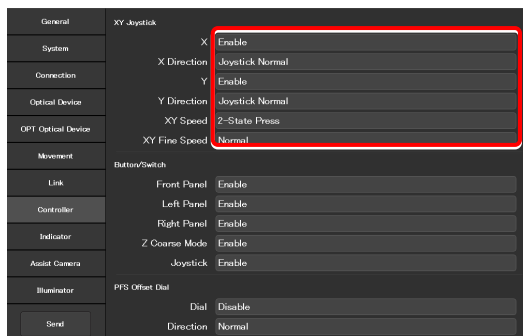 General
System
Connection
Optical Device
OPT Optical Device
Movement
Link
Controller
Indicator
Assist Camera
Illuminator
Send
XY Joystick
X Enable
X Direction Joystick Normal
Y Enable
Y Direction Joystick Normal
XY Speed 2-State Press
XY Fine Speed Normal
Button/Switch
Front Panel Enable
Left Panel Enable
Right Panel Enable
Z Coarse Mode Enable
Joystick Enable
PFS Offset Dial
Dial Disable
Direction Normal